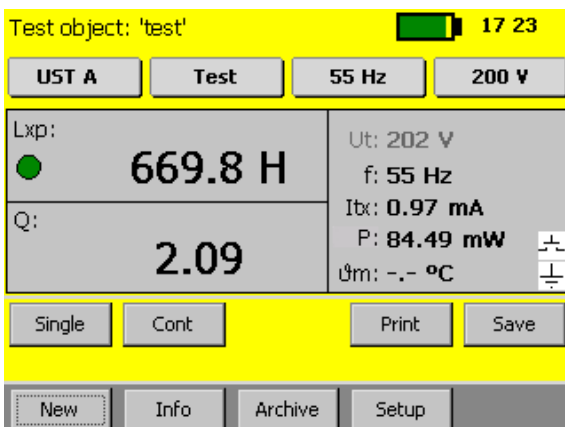 Test object: 'test' 17 23
UST A Test 55 Hz 200 V
Lxp:
669.8 H
Q:
2.09
Ut: 202 V
f: 55 Hz
Itx: 0.97 mA
P: 84.49 mW
ϑm: -.- ºC
Single Cont Print Save
New Info Archive Setup